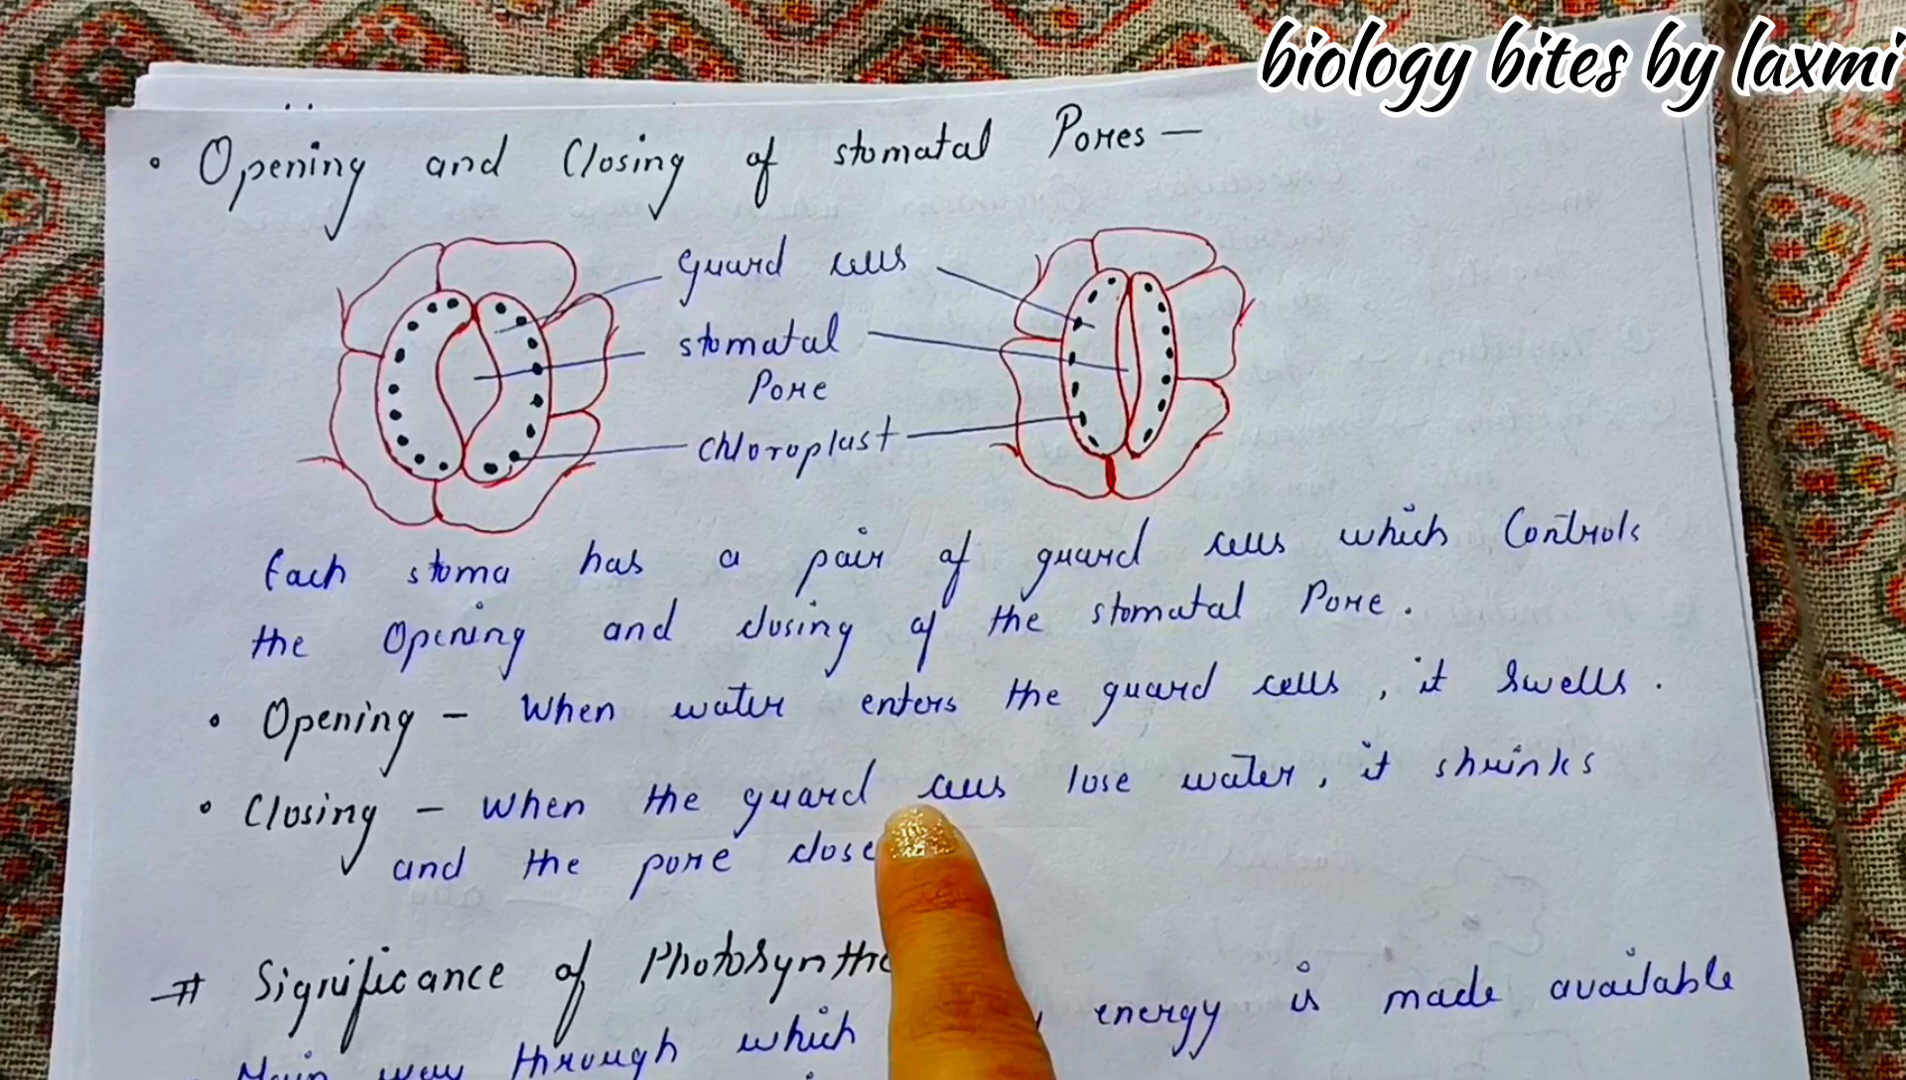 biology bites by laxmi
• Opening and Closing of stomatal Pores —
guard cells
stomatal
Pore
chloroplast
Each stoma has a pair of guard cells which Controls
the Opening and closing of the stomatal Pore.
• Opening - When water enters the guard cells, it swells.
• Closing - When the guard cells lose water, it shrinks
and the pore close
# Significance of Photosynthe
Main way through which energy is made available